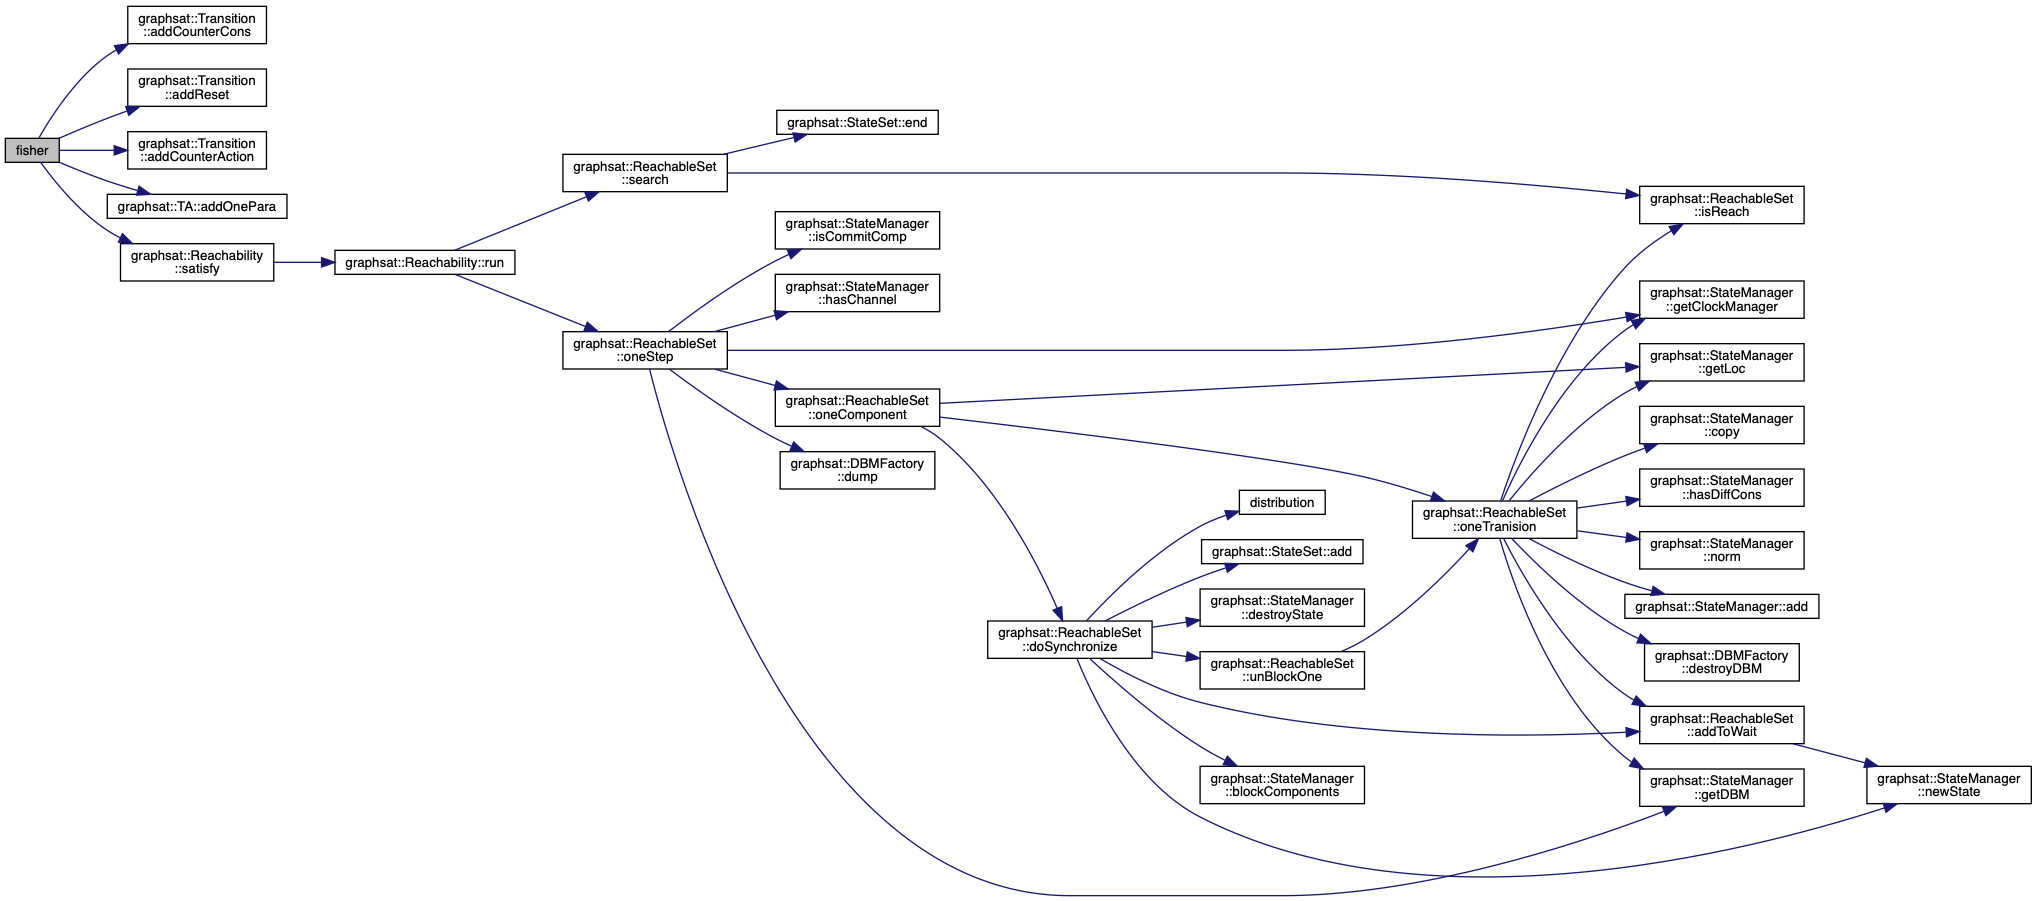 graphsat::Transition
::addCounterCons
graphsat::Transition
::addReset
fisher
graphsat::Transition
::addCounterAction
graphsat::TA::addOnePara
graphsat::Reachability
::satisfy
graphsat::Reachability::run
graphsat::ReachableSet
::search
graphsat::ReachableSet
::oneStep
graphsat::StateSet::end
graphsat::StateManager
::isCommitComp
graphsat::StateManager
::hasChannel
graphsat::ReachableSet
::oneComponent
graphsat::DBMFactory
::dump
graphsat::ReachableSet
::doSynchronize
distribution
graphsat::StateSet::add
graphsat::StateManager
::destroyState
graphsat::ReachableSet
::unBlockOne
graphsat::StateManager
::blockComponents
graphsat::ReachableSet
::oneTranision
graphsat::ReachableSet
::isReach
graphsat::StateManager
::getClockManager
graphsat::StateManager
::getLoc
graphsat::StateManager
::copy
graphsat::StateManager
::hasDiffCons
graphsat::StateManager
::norm
graphsat::StateManager::add
graphsat::DBMFactory
::destroyDBM
graphsat::ReachableSet
::addToWait
graphsat::StateManager
::getDBM
graphsat::StateManager
::newState